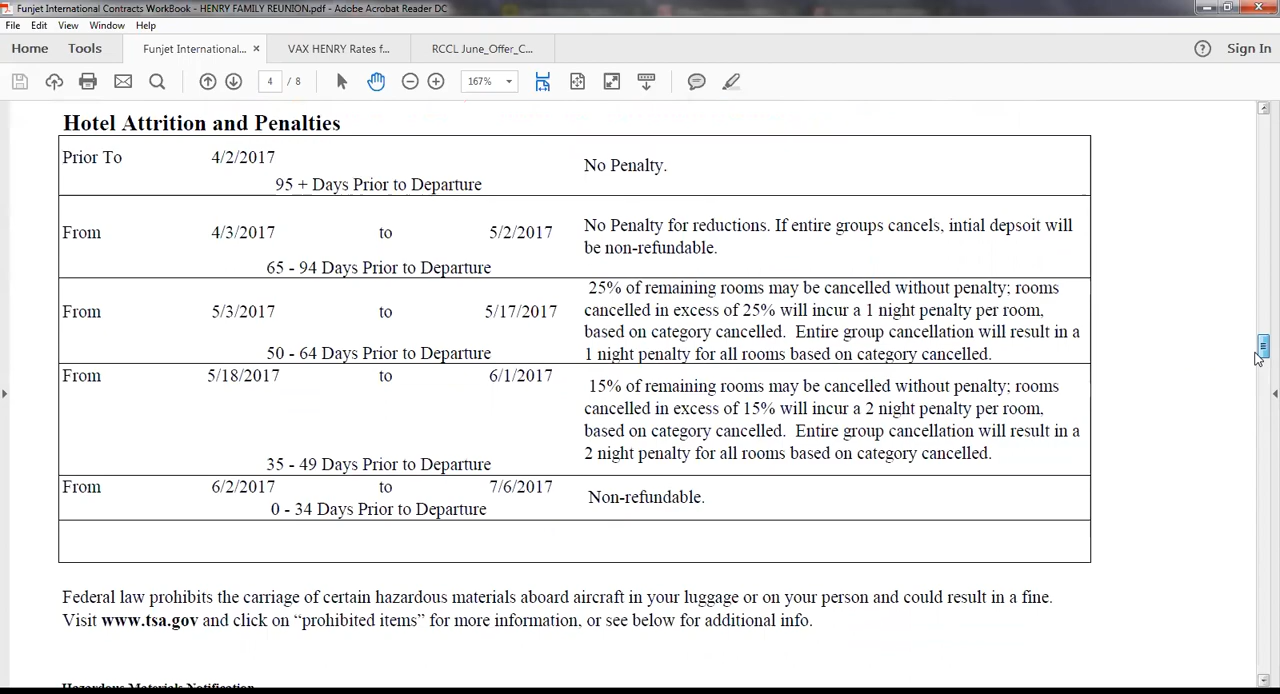 Funjet International Contracts WorkBook - HENRY FAMILY REUNION.pdf - Adobe Acrobat Reader DC
File Edit View Window Help
Home Tools Funjet International... × VAX HENRY Rates f... RCCL June_Offer_C... Sign In
4 / 8 167%
Hotel Attrition and Penalties
Prior To 4/2/2017 No Penalty.
95 + Days Prior to Departure
From 4/3/2017 to 5/2/2017 No Penalty for reductions. If entire groups cancels, intial depsoit will
be non-refundable.
65 - 94 Days Prior to Departure
25% of remaining rooms may be cancelled without penalty; rooms
From 5/3/2017 to 5/17/2017 cancelled in excess of 25% will incur a 1 night penalty per room,
based on category cancelled. Entire group cancellation will result in a
50 - 64 Days Prior to Departure 1 night penalty for all rooms based on category cancelled.
From 5/18/2017 to 6/1/2017 15% of remaining rooms may be cancelled without penalty; rooms
cancelled in excess of 15% will incur a 2 night penalty per room,
based on category cancelled. Entire group cancellation will result in a
2 night penalty for all rooms based on category cancelled.
35 - 49 Days Prior to Departure
From 6/2/2017 to 7/6/2017 Non-refundable.
0 - 34 Days Prior to Departure
Federal law prohibits the carriage of certain hazardous materials aboard aircraft in your luggage or on your person and could result in a fine.
Visit www.tsa.gov and click on “prohibited items” for more information, or see below for additional info.
Hazardous Materials Notification